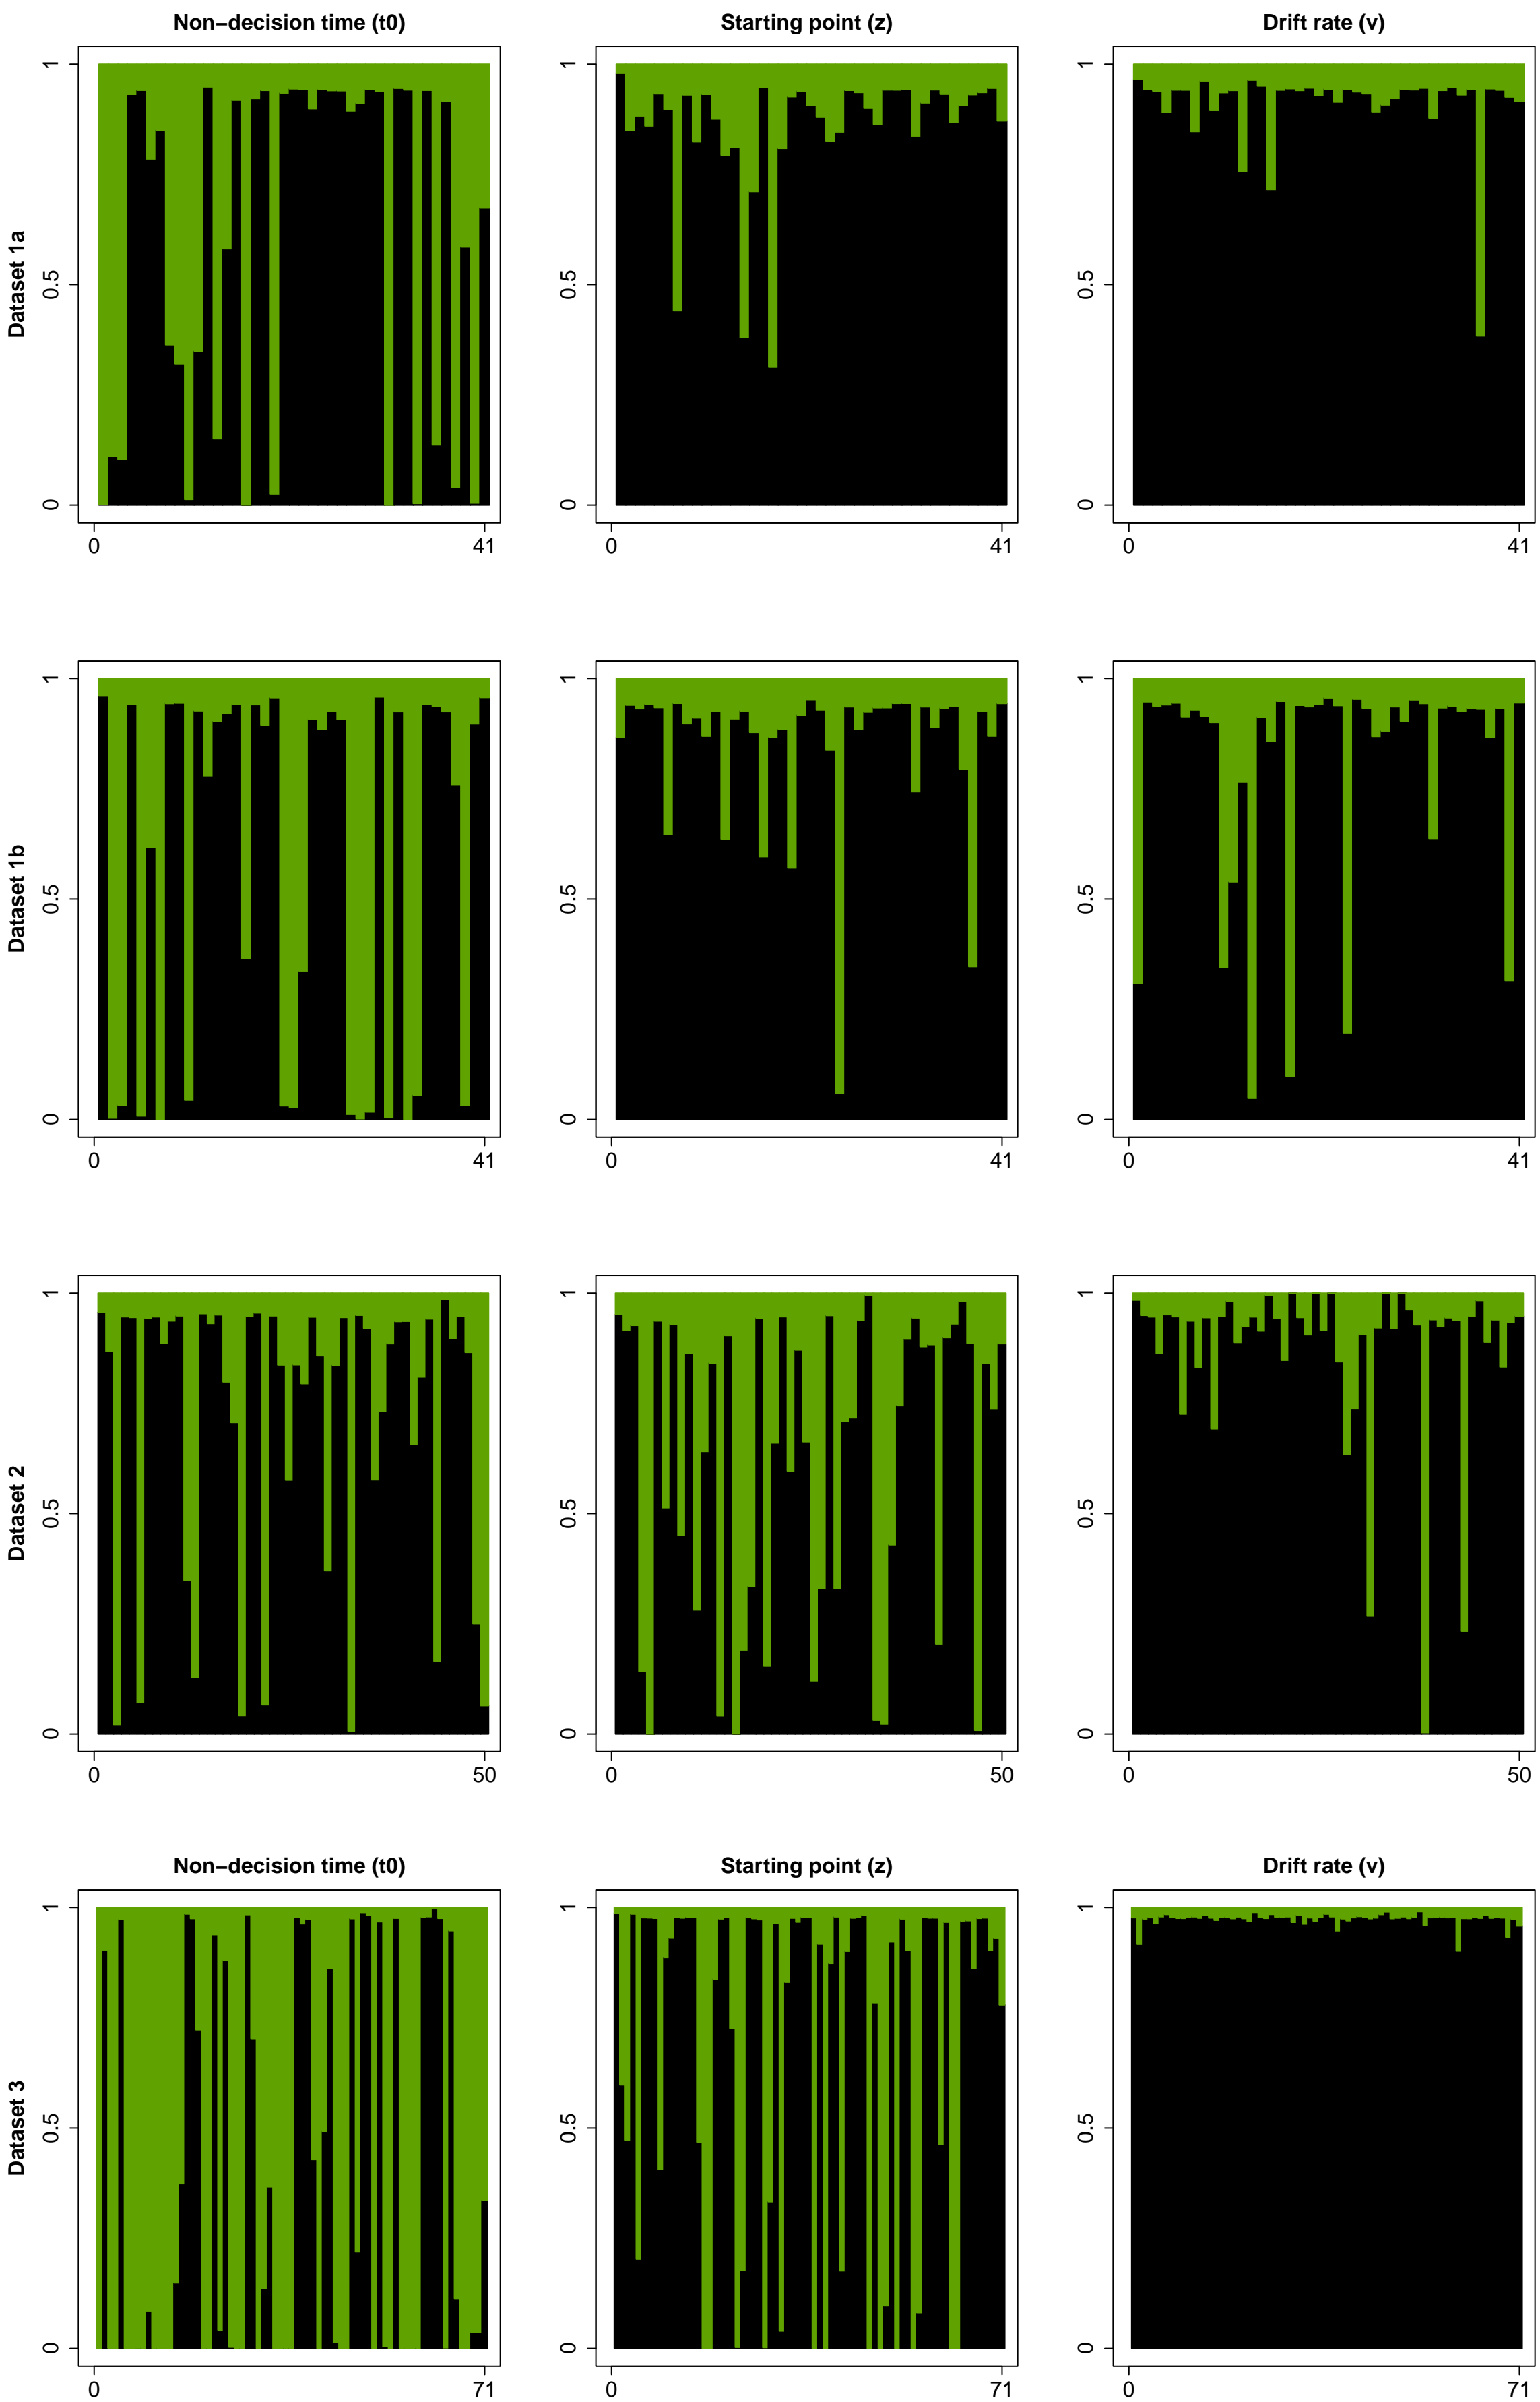 Non−decision time (t0) Starting point (z) Drift rate (v)
Dataset 1a
1 0.5 0 1 0.5 0 1 0.5 0
0 41 0 41 0 41
Dataset 1b
1 0.5 0 1 0.5 0 1 0.5 0
0 41 0 41 0 41
Dataset 2
1 0.5 0 1 0.5 0 1 0.5 0
0 50 0 50 0 50
Non−decision time (t0) Starting point (z) Drift rate (v)
Dataset 3
1 0.5 0 1 0.5 0 1 0.5 0
0 71 0 71 0 71